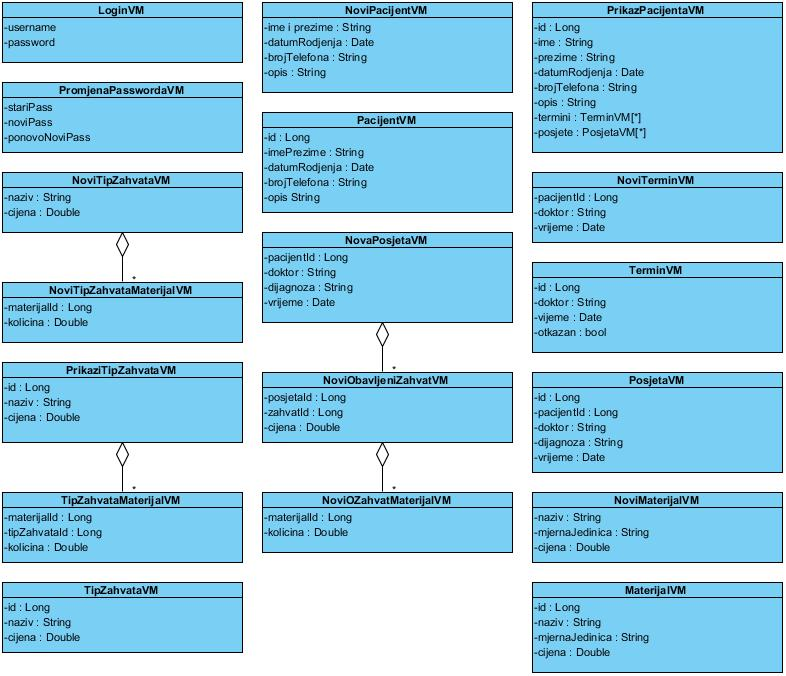 LoginVM
-username
-password
PromjenaPasswordaVM
-stariPass
-noviPass
-ponovoNoviPass
NoviTipZahvataVM
-naziv : String
-cijena : Double
*
NoviTipZahvataMaterijalVM
-materijalId : Long
-kolicina : Double
PrikaziTipZahvataVM
-id : Long
-naziv : String
-cijena : Double
*
TipZahvataMaterijalVM
-materijalId : Long
-tipZahvataId : Long
-kolicina : Double
TipZahvataVM
-id : Long
-naziv : String
-cijena : Double
NoviPacijentVM
-ime i prezime : String
-datumRodjenja : Date
-brojTelefona : String
-opis : String
PacijentVM
-id : Long
-imePrezime : String
-datumRodjenja : Date
-brojTelefona : String
-opis String
NovaPosjetaVM
-pacijentId : Long
-doktor : String
-dijagnoza : String
-vrijeme : Date
*
NoviObavljeniZahvatVM
-posjetaId : Long
-zahvatId : Long
-cijena : Double
*
NoviOZahvatMaterijalVM
-materijalId : Long
-kolicina : Double
PrikazPacijentaVM
-id : Long
-ime : String
-prezime : String
-datumRodjenja : Date
-brojTelefona : String
-opis : String
-termini : TerminVM[*]
-posjete : PosjetaVM[*]
NoviTerminVM
-pacijentId : Long
-doktor : String
-vrijeme : Date
TerminVM
-id : Long
-doktor : String
-vijeme : Date
-otkazan : bool
PosjetaVM
-id : Long
-pacijentId : Long
-doktor : String
-dijagnoza : String
-vrijeme : Date
NoviMaterijalVM
-naziv : String
-mjernaJedinica : String
-cijena : Double
MaterijalVM
-id : Long
-naziv : String
-mjernaJedinica : String
-cijena : Double